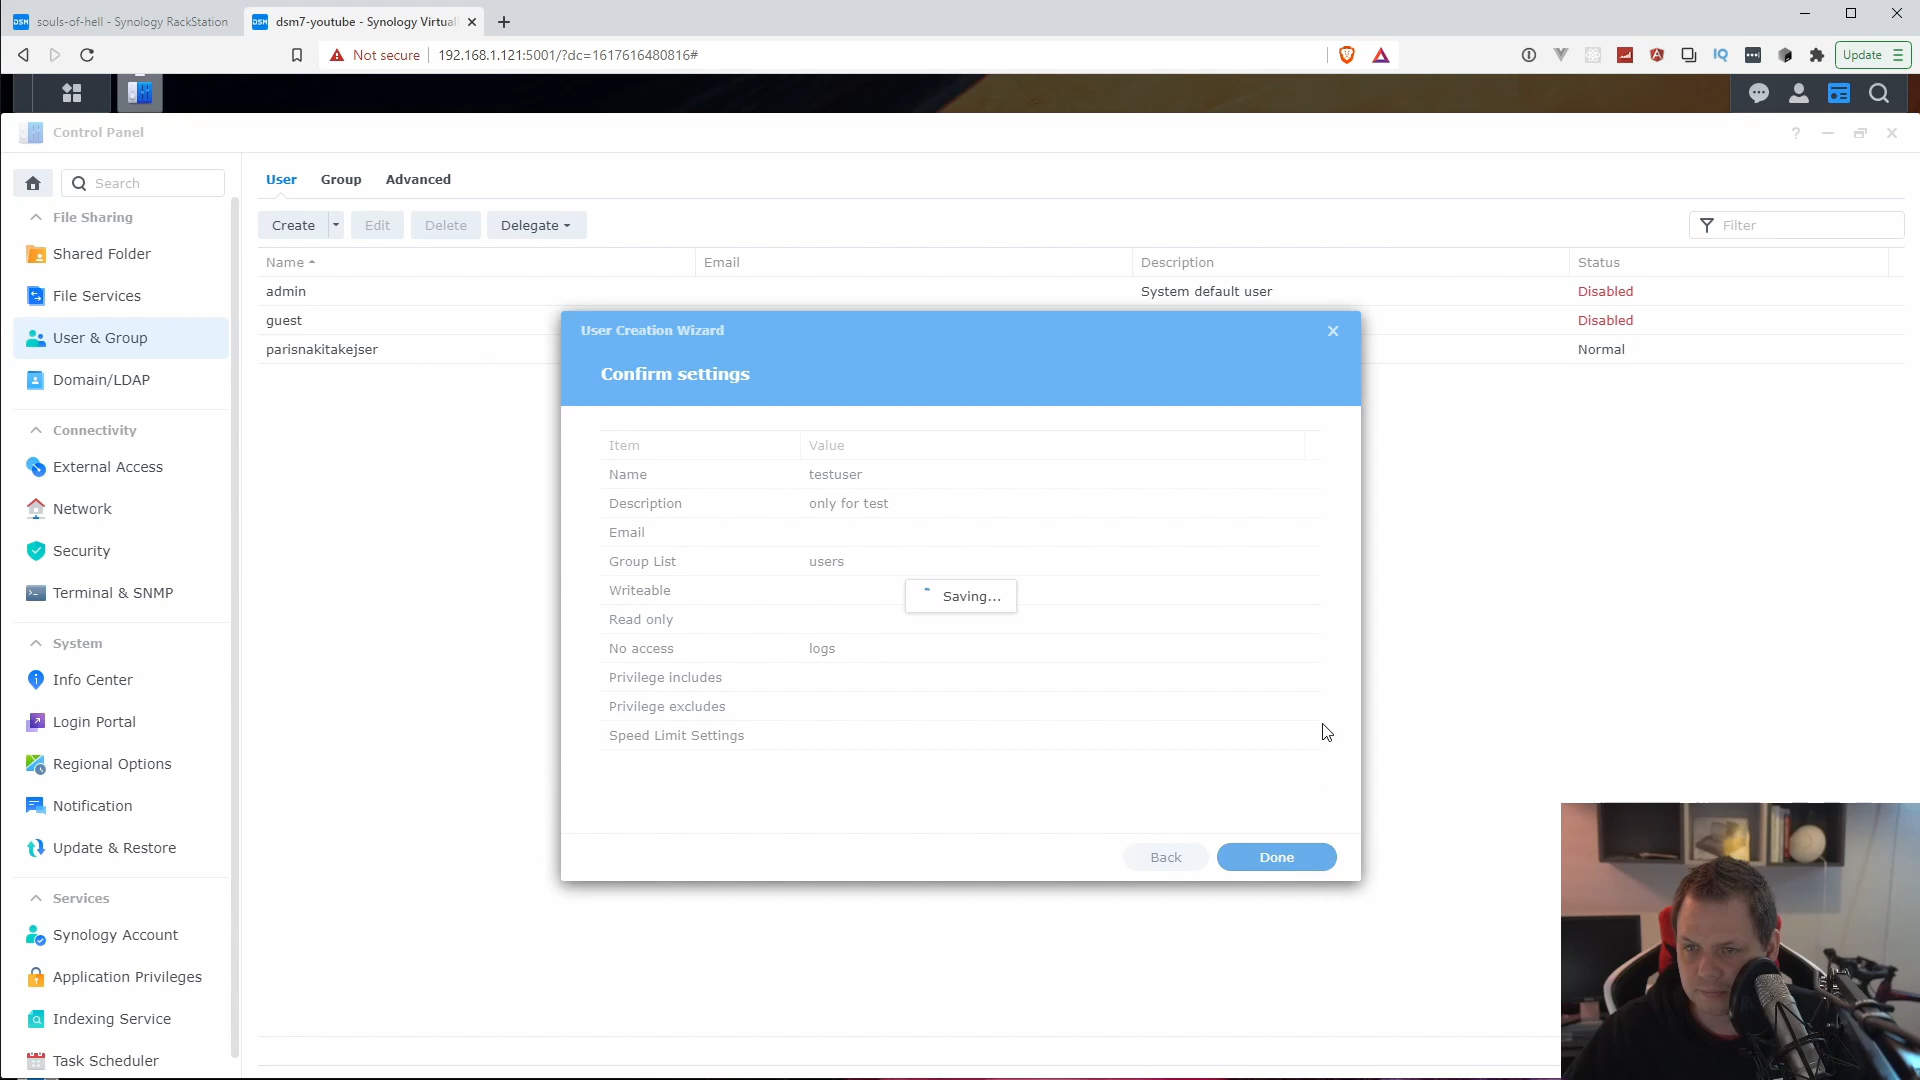 souls-of-hell - Synology RackStation
dsm7-youtube - Synology Virtual
Not secure
192.168.1.121:5001/?dc=1617616480816#
Update
Control Panel
Search
File Sharing
Shared Folder
File Services
User & Group
Domain/LDAP
Connectivity
External Access
Network
Security
Terminal & SNMP
System
Info Center
Login Portal
Regional Options
Notification
Update & Restore
Services
Synology Account
Application Privileges
Indexing Service
Task Scheduler
User Group Advanced
Create Edit Delete Delegate
Filter
Name Email Description Status
admin System default user Disabled
guest Disabled
parisnakitakejser Normal
User Creation Wizard
Confirm settings
Item Value
Name testuser
Description only for test
Email
Group List users
Writeable
Saving...
Read only
No access logs
Privilege includes
Privilege excludes
Speed Limit Settings
Back Done